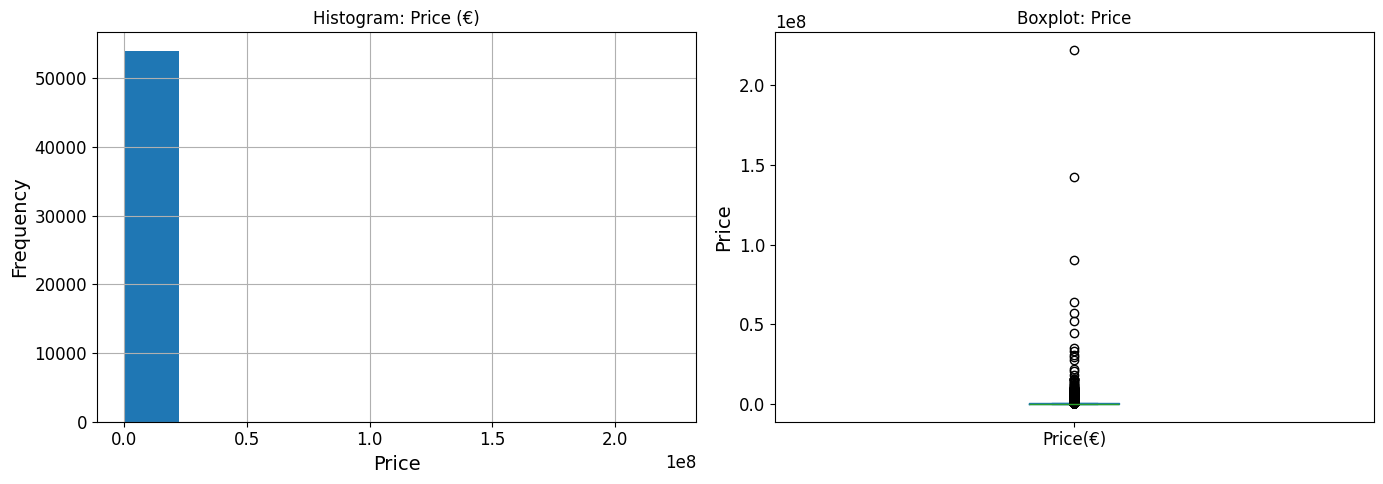 Histogram: Price (€)
50000
40000
30000
20000
10000
0
Frequency
0.0 0.5 1.0 1.5 2.0
1e8
Price
Boxplot: Price
1e8
2.0
1.5
1.0
0.5
0.0
Price
Price(€)